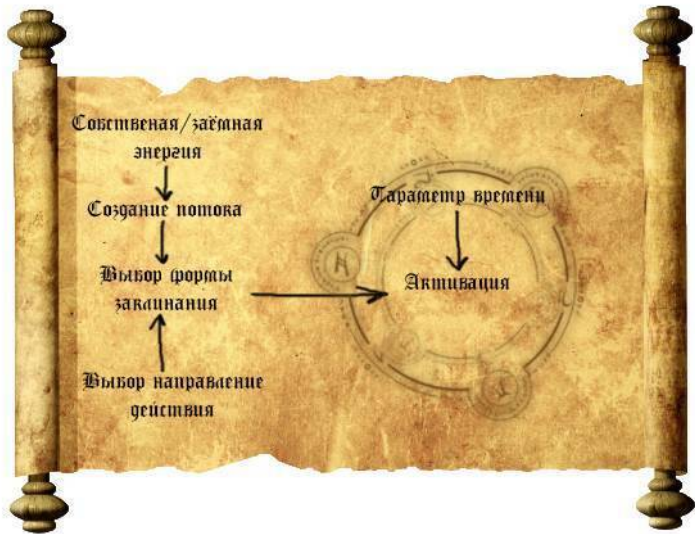 Собственая/заёмная
энергия
Создание потока
Выбор формы
заклинания
Выбор направление
действия
Параметр времени
Активация